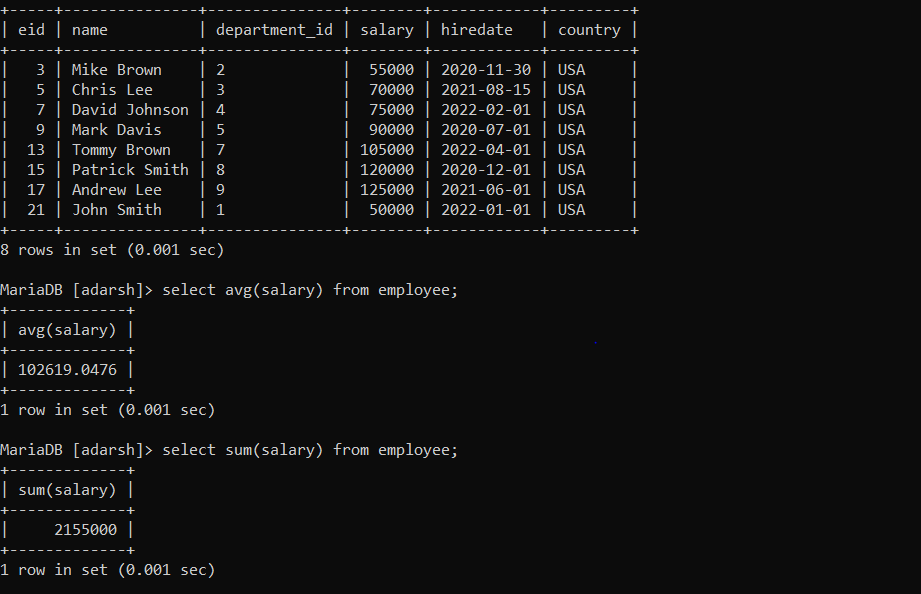 +-----+---------------+---------------+--------+------------+---------+
| eid | name          | department_id | salary | hiredate   | country |
+-----+---------------+---------------+--------+------------+---------+
|   3 | Mike Brown    | 2             |  55000 | 2020-11-30 | USA     |
|   5 | Chris Lee     | 3             |  70000 | 2021-08-15 | USA     |
|   7 | David Johnson | 4             |  75000 | 2022-02-01 | USA     |
|   9 | Mark Davis    | 5             |  90000 | 2020-07-01 | USA     |
|  13 | Tommy Brown   | 7             | 105000 | 2022-04-01 | USA     |
|  15 | Patrick Smith | 8             | 120000 | 2020-12-01 | USA     |
|  17 | Andrew Lee    | 9             | 125000 | 2021-06-01 | USA     |
|  21 | John Smith    | 1             |  50000 | 2022-01-01 | USA     |
+-----+---------------+---------------+--------+------------+---------+
8 rows in set (0.001 sec)

MariaDB [adarsh]> select avg(salary) from employee;
+-------------+
| avg(salary) |
+-------------+
| 102619.0476 |
+-------------+
1 row in set (0.001 sec)

MariaDB [adarsh]> select sum(salary) from employee;
+-------------+
| sum(salary) |
+-------------+
|     2155000 |
+-------------+
1 row in set (0.001 sec)